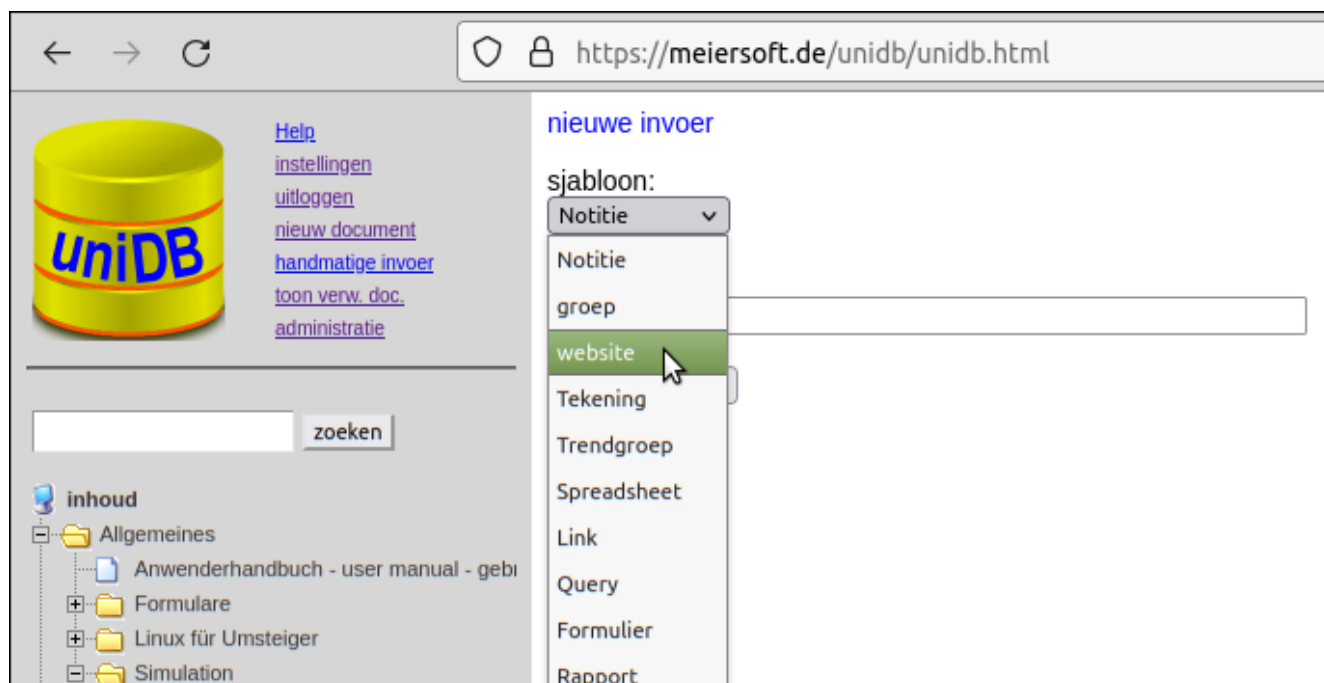 https://meiersoft.de/unidb/unidb.html
uniDB
Help
instellingen
uitloggen
nieuw document
handmatige invoer
toon verw. doc.
administratie
zoeken
inhoud
Allgemeines
Anwenderhandbuch - user manual - geb
Formulare
Linux für Umsteiger
Simulation
nieuwe invoer
sjabloon:
Notitie
Notitie
groep
website
Tekening
Trendgroep
Spreadsheet
Link
Query
Formulier
Rapport